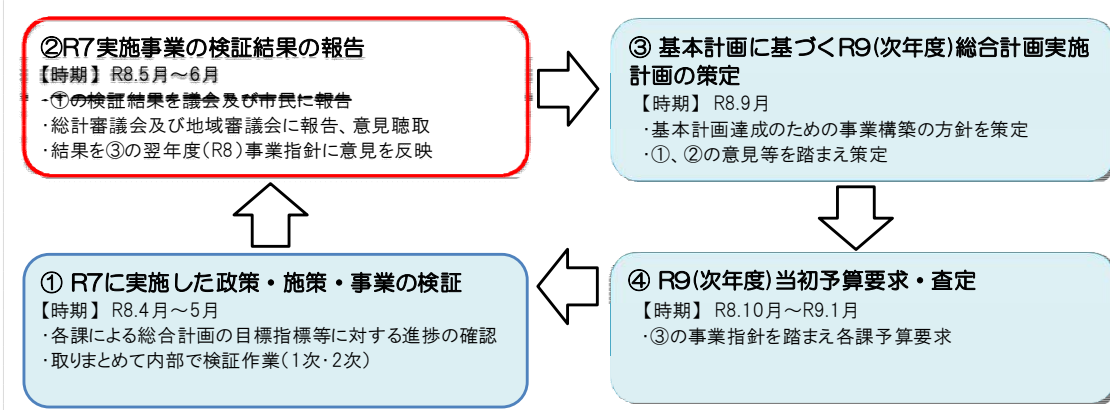 ②R7実施事業の検証結果の報告
【時期】 R8.5月～6月
・①の検証結果を議会及び市民に報告
・総計審議会及び地域審議会に報告、意見聴取
・結果を③の翌年度(R8)事業指針に意見を反映
③ 基本計画に基づくR9(次年度)総合計画実施
計画の策定
【時期】 R8.9月
・基本計画達成のための事業構築の方針を策定
・①、②の意見等を踏まえ策定
① R7に実施した政策・施策・事業の検証
【時期】 R8.4月～5月
・各課による総合計画の目標指標等に対する進捗の確認
・取りまとめて内部で検証作業(1次・2次)
④ R9(次年度)当初予算要求・査定
【時期】 R8.10月～R9.1月
・③の事業指針を踏まえ各課予算要求